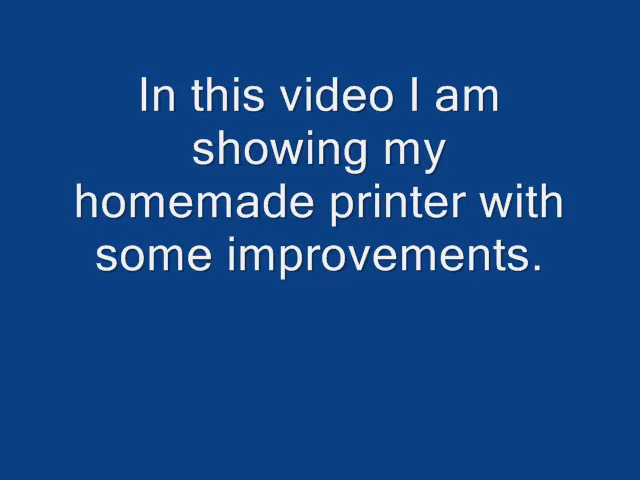 In this video I am
showing my
homemade printer with
some improvements.